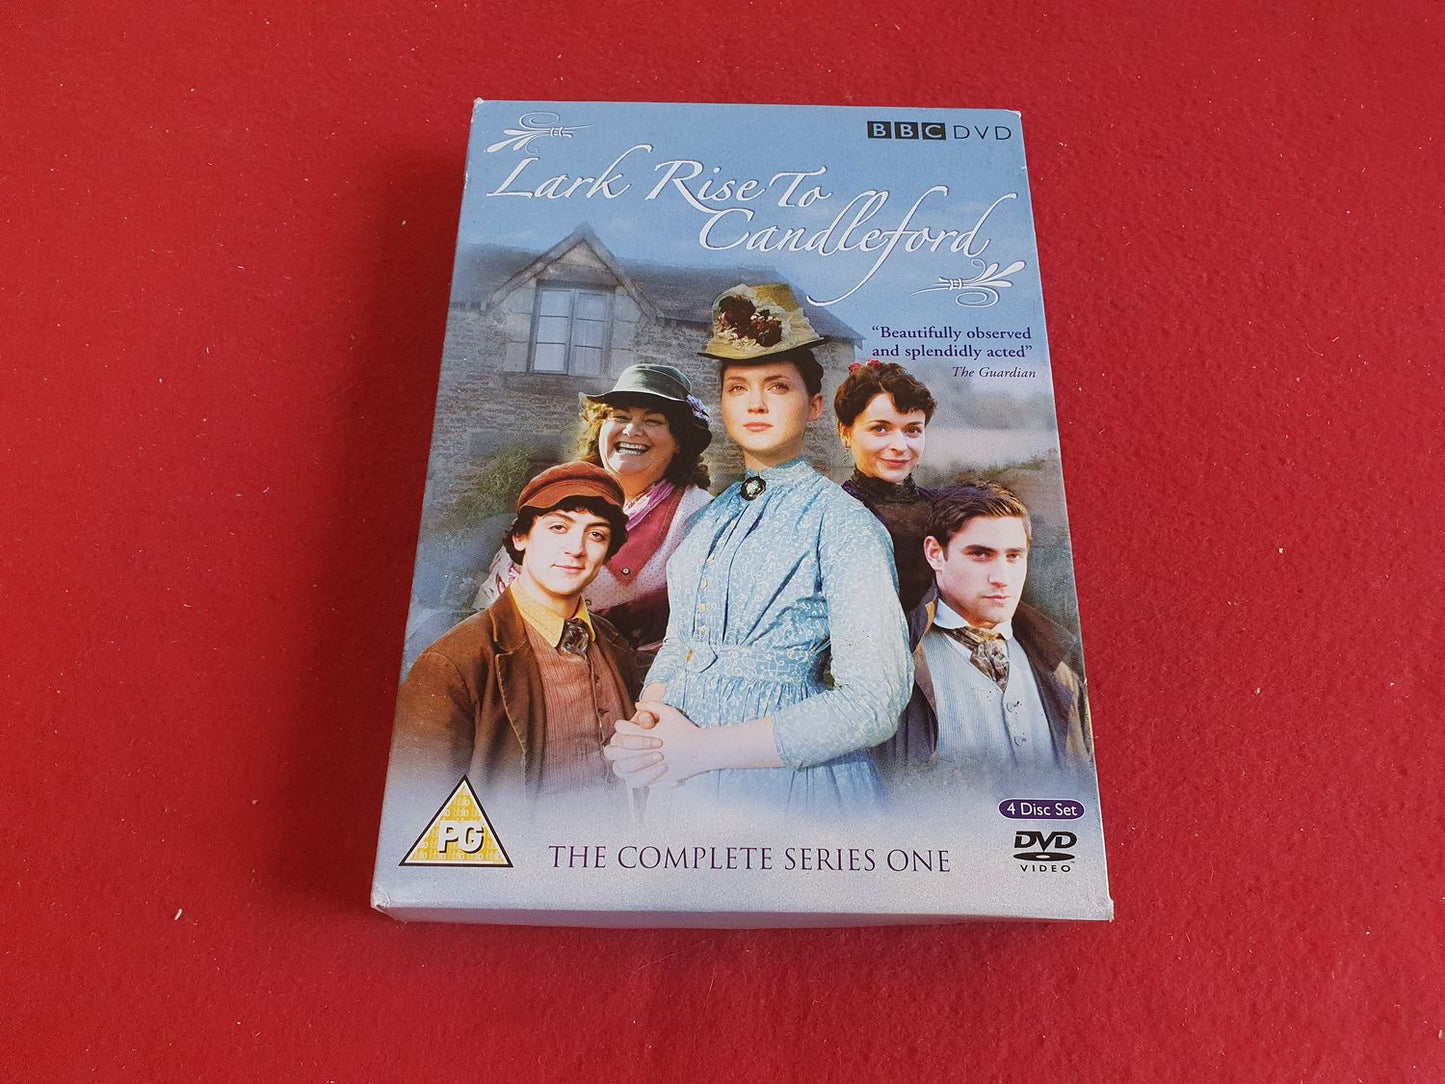 BBC DVD
Lark Rise To
Candleford
"Beautifully observed
and splendidly acted"
The Guardian
4 Disc Set
PG
THE COMPLETE SERIES ONE
DVD
VIDEO